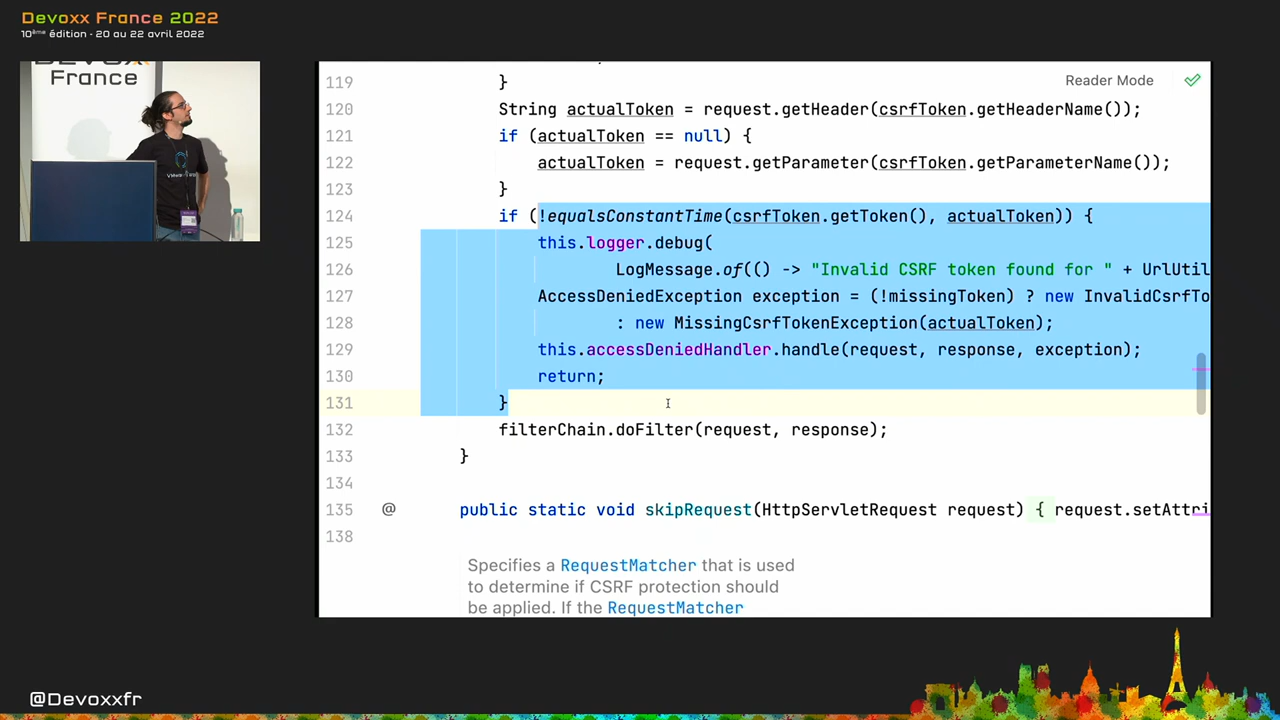 Devoxx France 2022
10ème édition - 20 au 22 avril 2022
France
119 }
Reader Mode
120 String actualToken = request.getHeader(csrfToken.getHeaderName());
121 if (actualToken == null) {
122 actualToken = request.getParameter(csrfToken.getParameterName());
123 }
124 if (!equalsConstantTime(csrfToken.getToken(), actualToken)) {
125 this.logger.debug(
126 LogMessage.of(() -> "Invalid CSRF token found for " + UrlUtil
127 AccessDeniedException exception = (!missingToken) ? new InvalidCsrfTo
128 : new MissingCsrfTokenException(actualToken);
129 this.accessDeniedHandler.handle(request, response, exception);
130 return;
131 }
132 filterChain.doFilter(request, response);
133 }
134
135 @ public static void skipRequest(HttpServletRequest request) { request.setAttri
138
Specifies a RequestMatcher that is used
to determine if CSRF protection should
be applied. If the RequestMatcher
@Devoxxfr